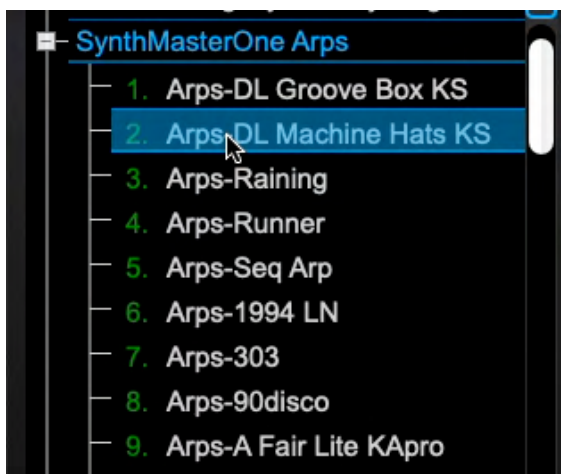 SynthMasterOne Arps
1. Arps-DL Groove Box KS
2. Arps-DL Machine Hats KS
3. Arps-Raining
4. Arps-Runner
5. Arps-Seq Arp
6. Arps-1994 LN
7. Arps-303
8. Arps-90disco
9. Arps-A Fair Lite KApro